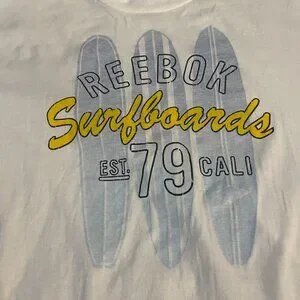 REEBOK
Surfboards
EST. 79 CALI